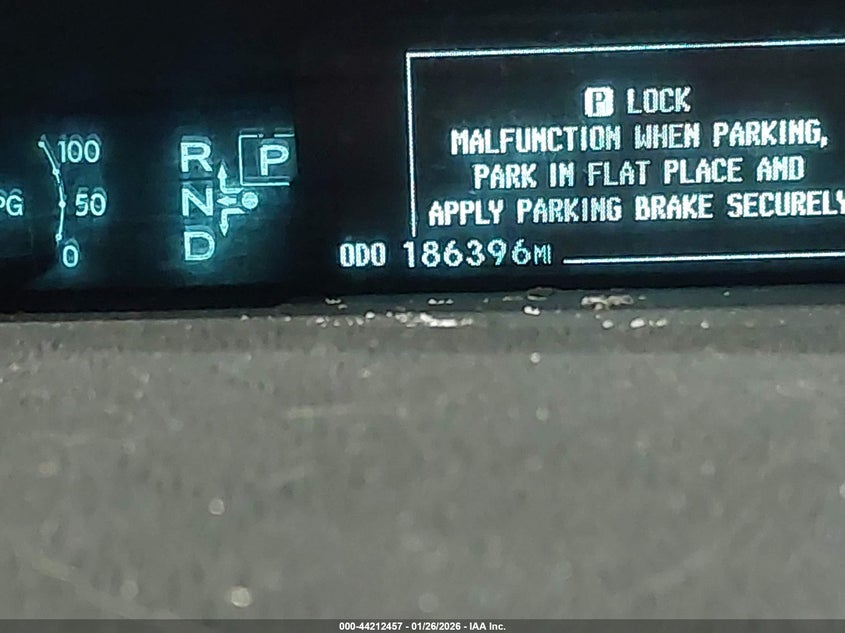 P LOCK
MALFUNCTION WHEN PARKING,
PARK IN FLAT PLACE AND
APPLY PARKING BRAKE SECURELY
100
50
0
PG
R
N
D
P
ODO 186396MI
000-44212457 - 01/26/2026 - IAA Inc.